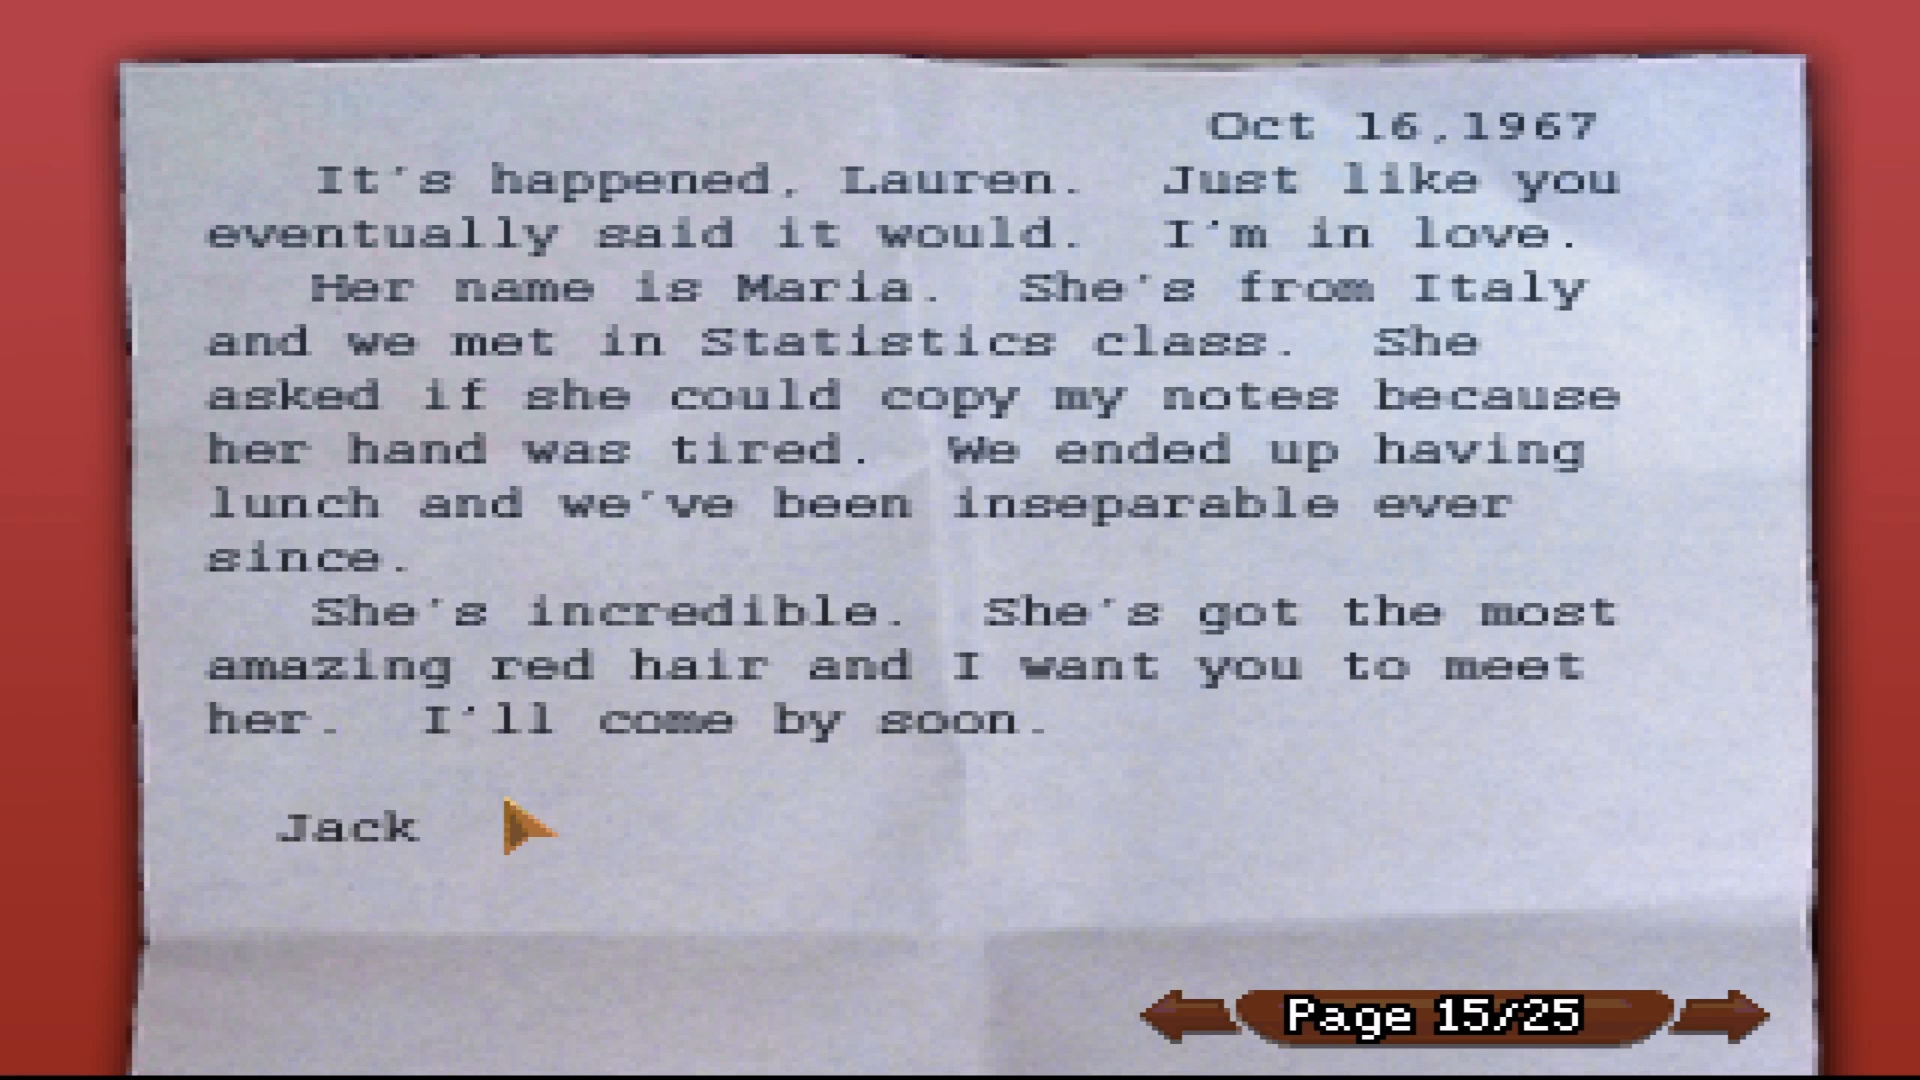 Oct 16,1967
It's happened, Lauren. Just like you
eventually said it would. I'm in love.
Her name is Maria. She's from Italy
and we met in Statistics class. She
asked if she could copy my notes because
her hand was tired. We ended up having
lunch and we've been inseparable ever
since.
She's incredible. She's got the most
amazing red hair and I want you to meet
her. I'll come by soon.
Jack
Page 15/25